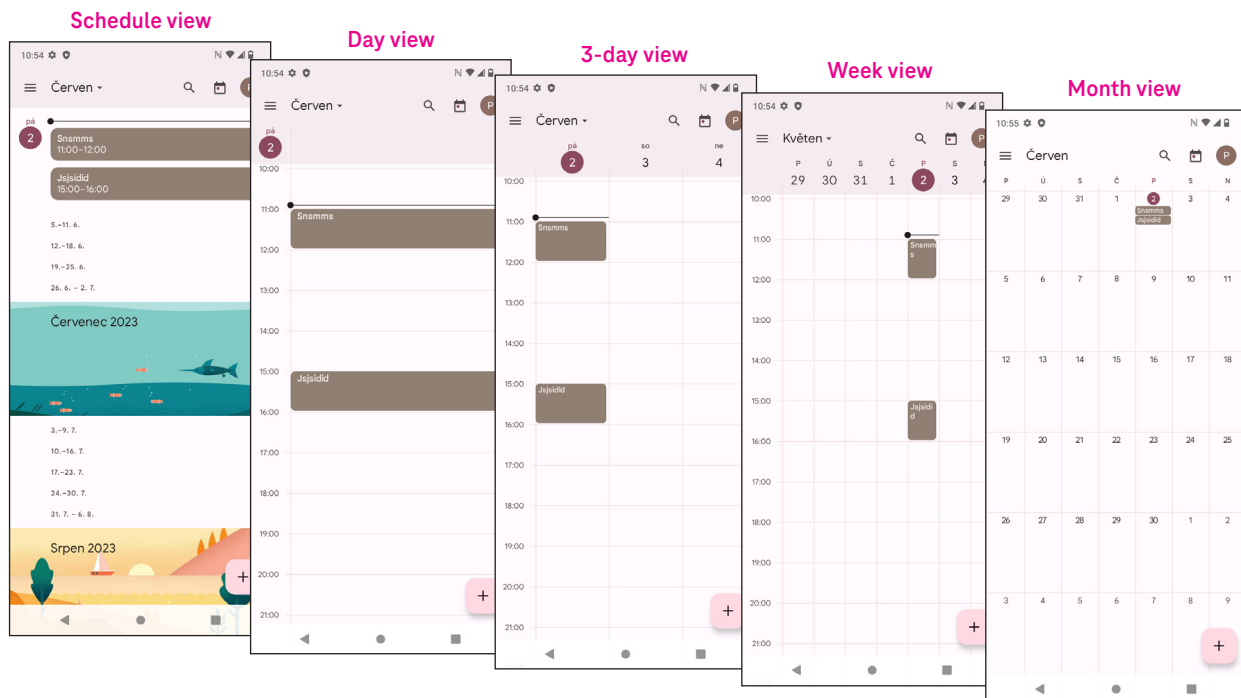 Schedule view
10:54
Červen
P
pá
2
Snsmms
11:00–12:00
Jsjsidid
15:00–16:00
5.–11. 6.
12.–18. 6.
19.–25. 6.
26. 6. – 2. 7.
Červenec 2023
3.–9. 7.
10.–16. 7.
17.–23. 7.
24.–30. 7.
31. 7. – 6. 8.
Srpen 2023
+
Day view
10:54
Červen
P
pá
2
10:00
11:00
Snsmms
12:00
13:00
14:00
15:00
Jsjsidid
16:00
17:00
18:00
19:00
20:00
21:00
+
3-day view
10:54
Červen
P
pá so ne
2 3 4
10:00
11:00
Snsmms
12:00
13:00
14:00
15:00
Jsjsidid
16:00
17:00
18:00
19:00
20:00
21:00
+
Week view
10:54
Květen
P
P Ú S Č P S
29 30 31 1 2 3
10:00
11:00
Snsmm
s
12:00
13:00
14:00
15:00
Jsjsidi
d
16:00
17:00
18:00
19:00
20:00
21:00
+
Month view
10:55
Červen
P
P Ú S Č P S N
29 30 31 1 2 3 4
Snsmms
Jsjsidid
5 6 7 8 9 10 11
12 13 14 15 16 17 18
19 20 21 22 23 24 25
26 27 28 29 30 1 2
3 4 5 6 7 8 9
+